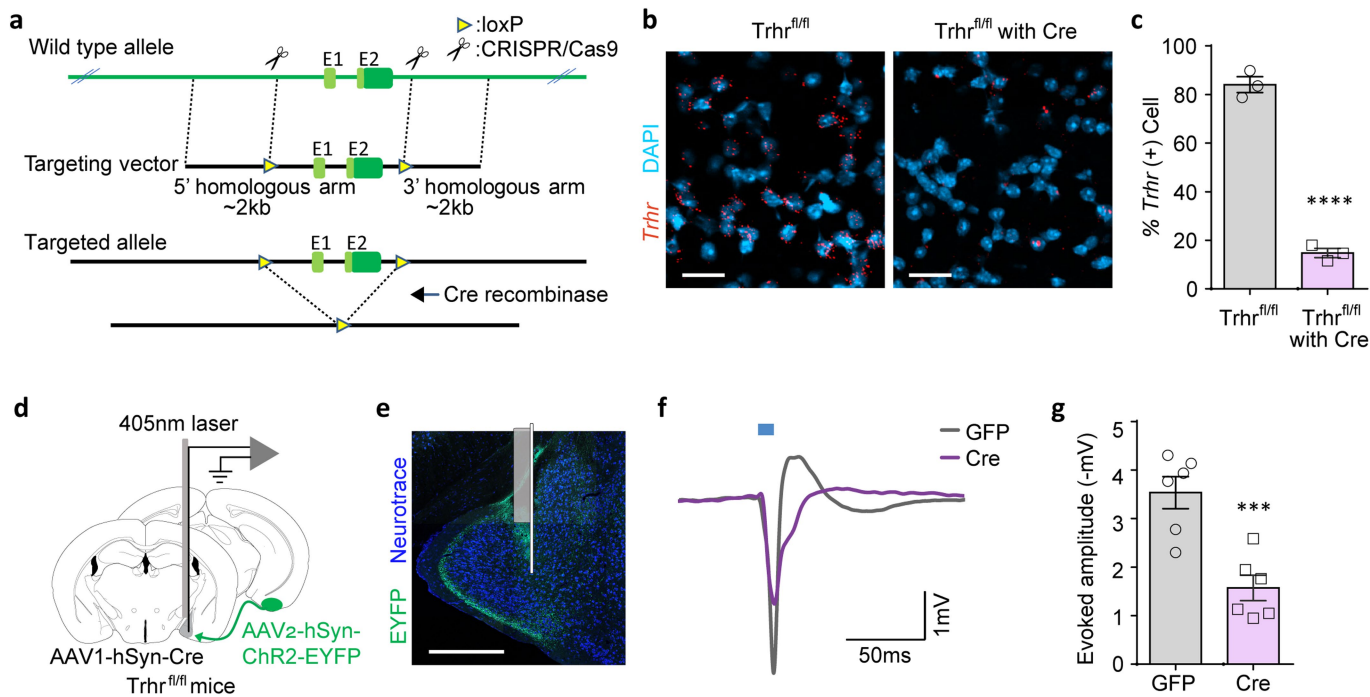 a
▷:loxP
Wild type allele
:CRISPR/Cas9
E1 E2
Targeting vector
E1 E2
5' homologous arm
~2kb
3' homologous arm
~2kb
Targeted allele
E1 E2
Cre recombinase
b
Trhrfl/fl
Trhrfl/fl with Cre
Trhr DAPI
c
% Trhr (+) Cell
100
80
60
40
20
0
****
Trhrfl/fl
Trhrfl/fl
with Cre
d
405nm laser
AAV1-hSyn-Cre
AAV2-hSyn-
ChR2-EYFP
Trhrfl/fl mice
e
EYFP Neurotrace
f
GFP
Cre
1mV
50ms
g
Evoked amplitude (-mV)
5
4
3
2
1
0
***
GFP
Cre